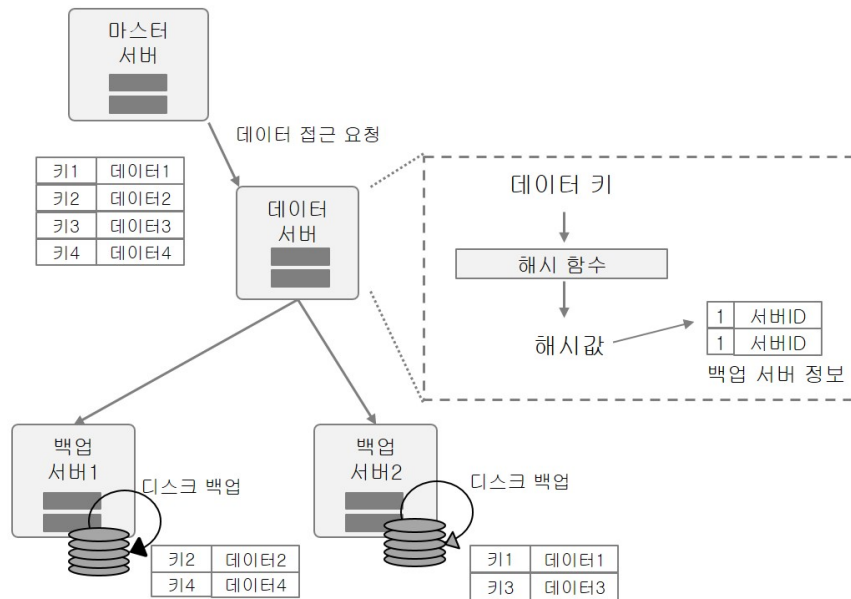 마스터
서버
데이터 접근 요청
키1 데이터1
키2 데이터2
키3 데이터3
키4 데이터4
데이터
서버
데이터 키
해시 함수
해시값
1 서버ID
1 서버ID
백업 서버 정보
백업
서버1
디스크 백업
키2 데이터2
키4 데이터4
백업
서버2
디스크 백업
키1 데이터1
키3 데이터3